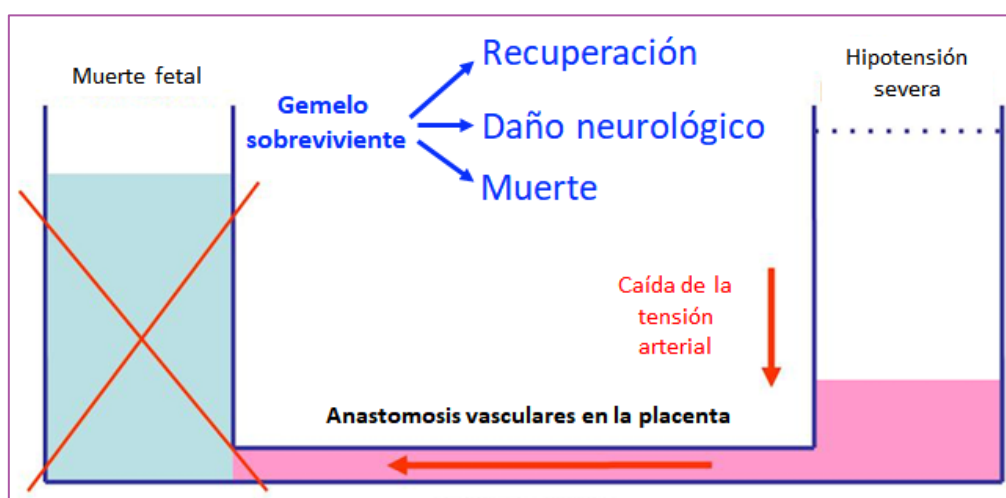 Muerte fetal
Gemelo
sobreviviente
Recuperación
Daño neurológico
Muerte
Hipotensión
severa
Caída de la
tensión
arterial
Anastomosis vasculares en la placenta